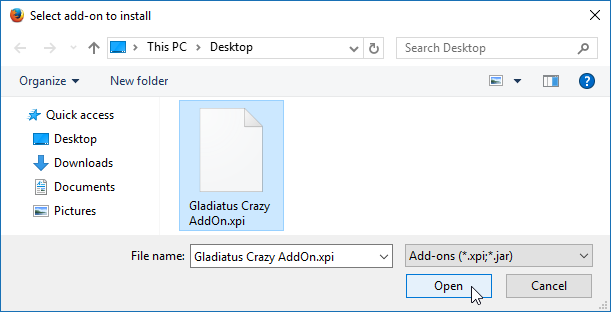 Select add-on to install
This PC > Desktop
Search Desktop
Organize
New folder
?
Quick access
Desktop
Downloads
Documents
Pictures
Gladiatus Crazy
AddOn.xpi
File name: Gladiatus Crazy AddOn.xpi
Add-ons (*.xpi;*.jar)
Open
Cancel